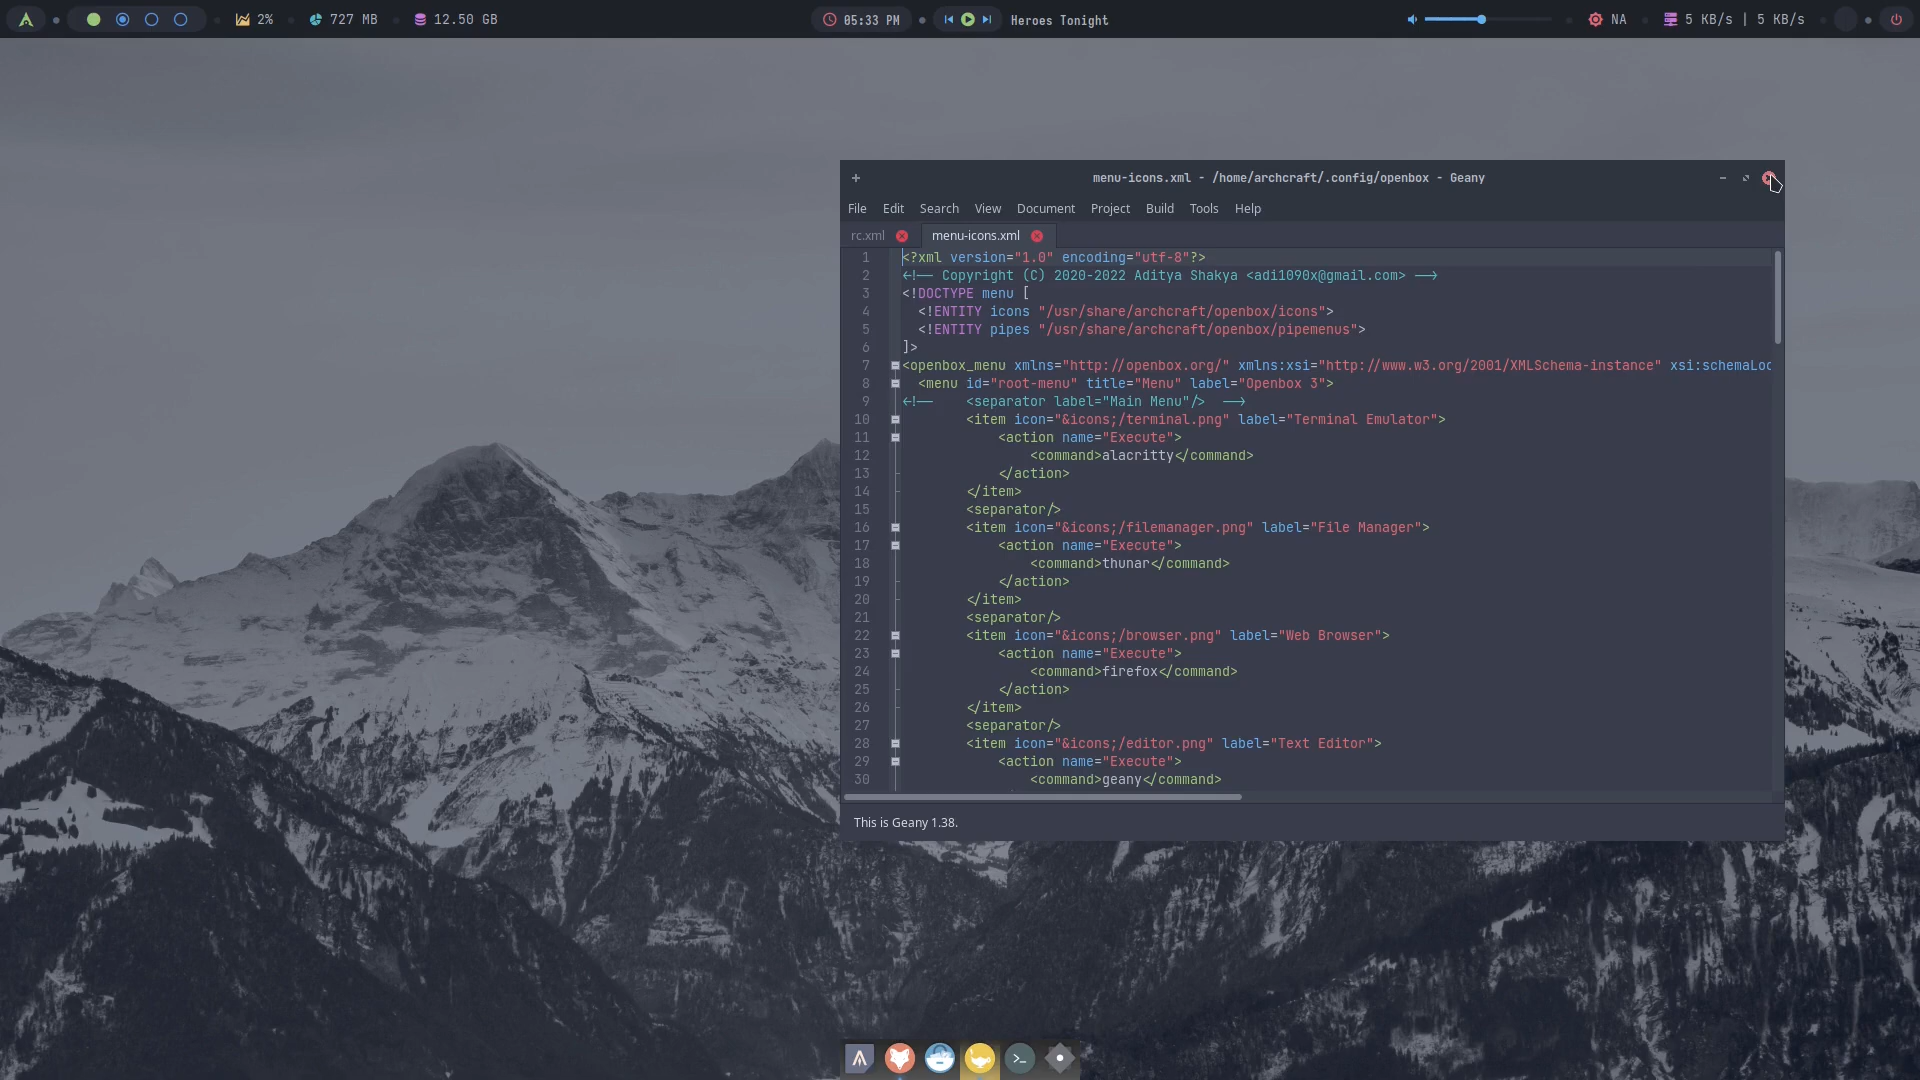 2% 727 MB 12.50 GB 05:33 PM Heroes Tonight NA 5 KB/s | 5 KB/s
menu-icons.xml - /home/archcraft/.config/openbox - Geany
File Edit Search View Document Project Build Tools Help
rc.xml menu-icons.xml
1 <?xml version="1.0" encoding="utf-8"?>
2 <!-- Copyright (C) 2020-2022 Aditya Shakya <adi1090x@gmail.com> -->
3 <!DOCTYPE menu [
4 <!ENTITY icons "/usr/share/archcraft/openbox/icons">
5 <!ENTITY pipes "/usr/share/archcraft/openbox/pipemenus">
6 ]>
7 <openbox_menu xmlns="http://openbox.org/" xmlns:xsi="http://www.w3.org/2001/XMLSchema-instance" xsi:schemaLoc
8 <menu id="root-menu" title="Menu" label="Openbox 3">
9 <!-- <separator label="Main Menu"/> -->
10 <item icon="&icons;/terminal.png" label="Terminal Emulator">
11 <action name="Execute">
12 <command>alacritty</command>
13 </action>
14 </item>
15 <separator/>
16 <item icon="&icons;/filemanager.png" label="File Manager">
17 <action name="Execute">
18 <command>thunar</command>
19 </action>
20 </item>
21 <separator/>
22 <item icon="&icons;/browser.png" label="Web Browser">
23 <action name="Execute">
24 <command>firefox</command>
25 </action>
26 </item>
27 <separator/>
28 <item icon="&icons;/editor.png" label="Text Editor">
29 <action name="Execute">
30 <command>geany</command>
This is Geany 1.38.